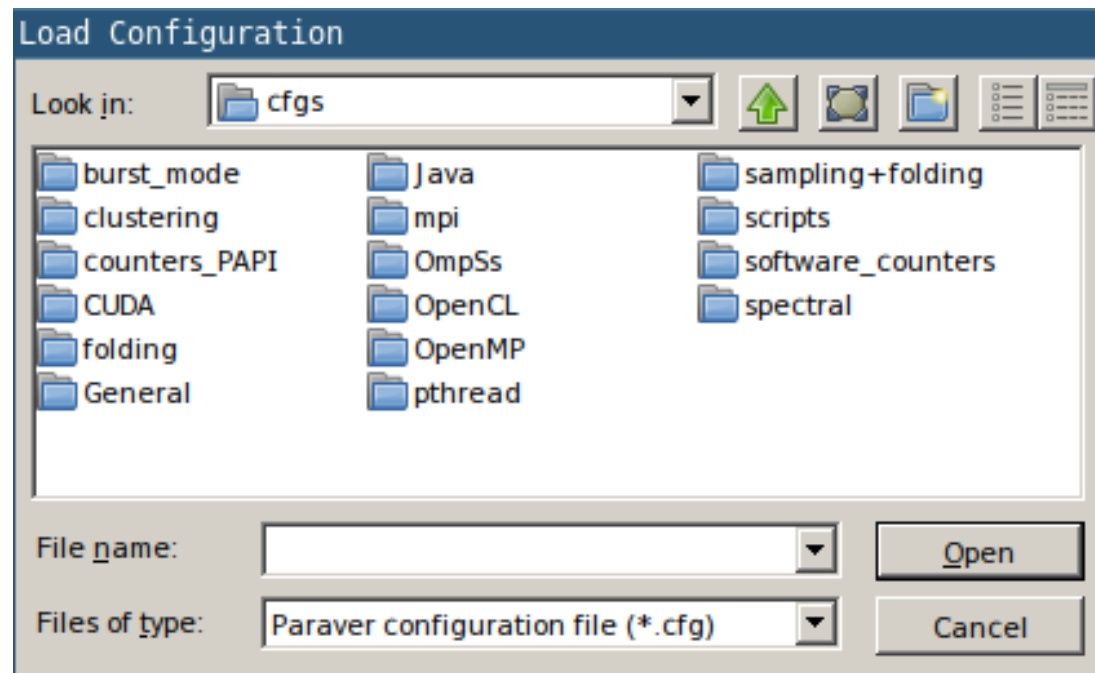 Load Configuration
Look in: cfgs
burst_mode Java sampling+folding
clustering mpi scripts
counters_PAPI OmpSs software_counters
CUDA OpenCL spectral
folding OpenMP
General pthread
File name: Open
Files of type: Paraver configuration file (*.cfg) Cancel